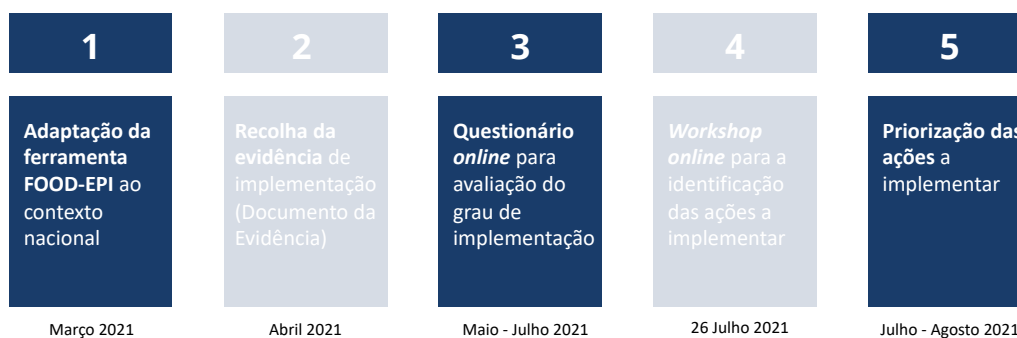 1
2
3
4
5
Adaptação da
ferramenta
FOOD-EPI ao
contexto
nacional
Recolha da
evidência de
implementação
(Documento da
Evidência)
Questionário
online para
avaliação do
grau de
implementação
Workshop
online para a
identificação
das ações a
implementar
Priorização das
ações a
implementar
Março 2021
Abril 2021
Maio - Julho 2021
26 Julho 2021
Julho - Agosto 2021